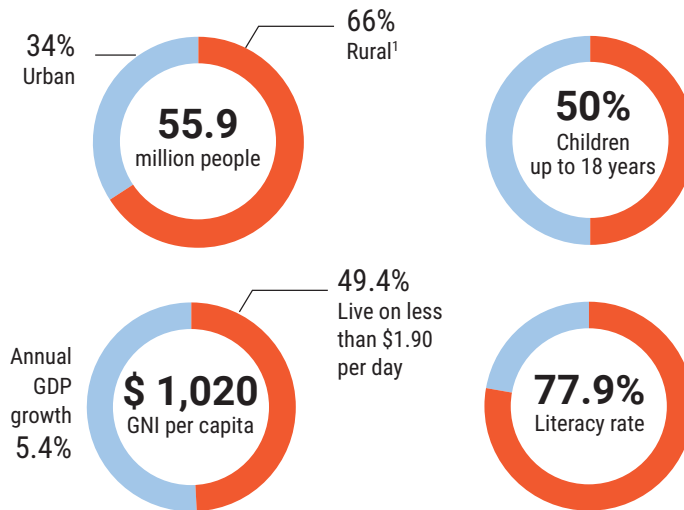 34%
Urban
66%
Rural¹
55.9
million people
50%
Children
up to 18 years
49.4%
Live on less
than $1.90
per day
Annual
GDP
growth
5.4%
$ 1,020
GNI per capita
77.9%
Literacy rate